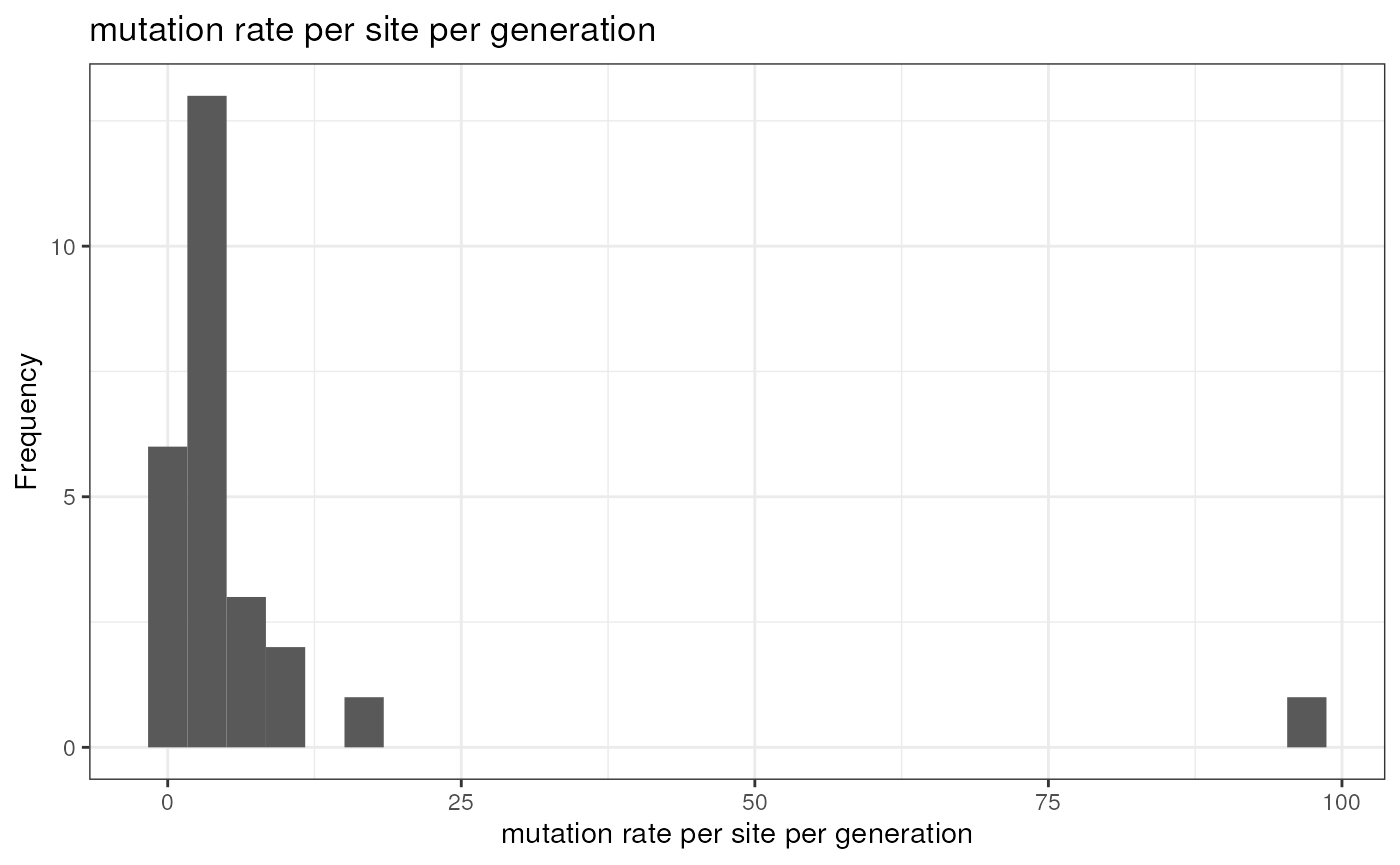 mutation rate per site per generation
Frequency
10
5
0
0 25 50 75 100
mutation rate per site per generation